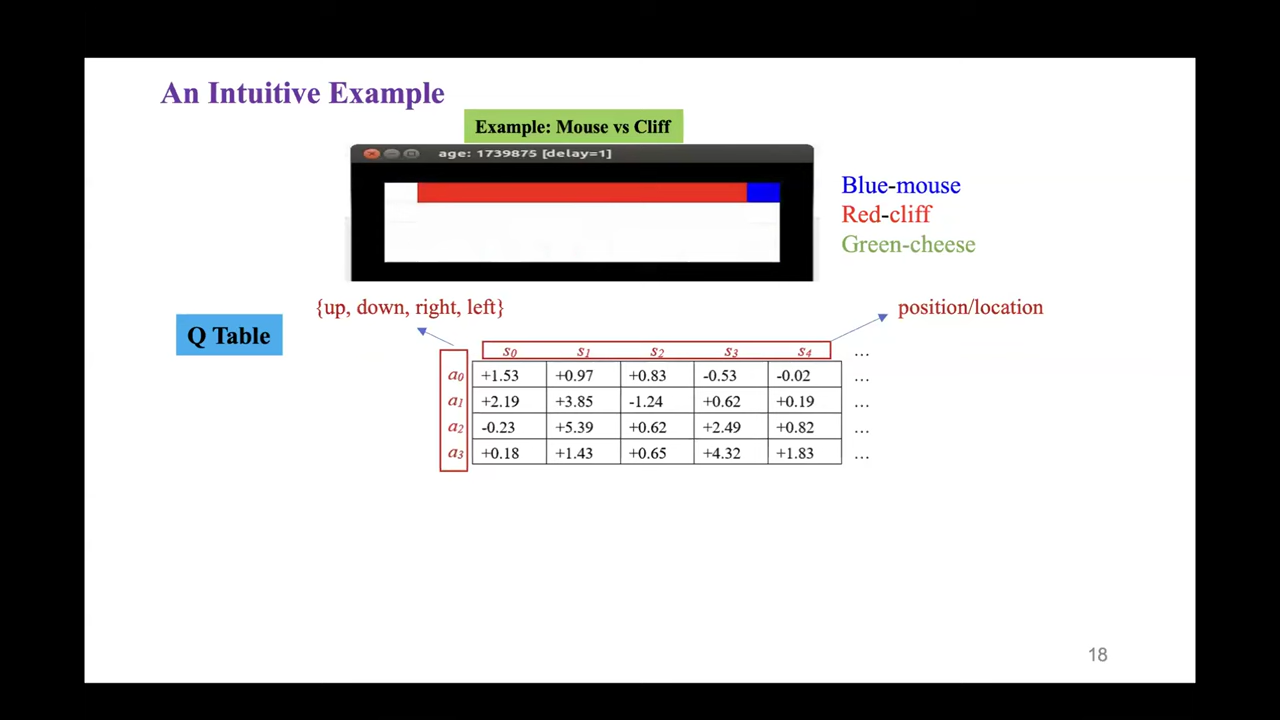 An Intuitive Example
Example: Mouse vs Cliff
age: 1739875 [delay=1]
Blue-mouse
Red-cliff
Green-cheese
{up, down, right, left}
position/location
Q Table
s0 s1 s2 s3 s4 …
a0 +1.53 +0.97 +0.83 -0.53 -0.02 …
a1 +2.19 +3.85 -1.24 +0.62 +0.19 …
a2 -0.23 +5.39 +0.62 +2.49 +0.82 …
a3 +0.18 +1.43 +0.65 +4.32 +1.83 …
18